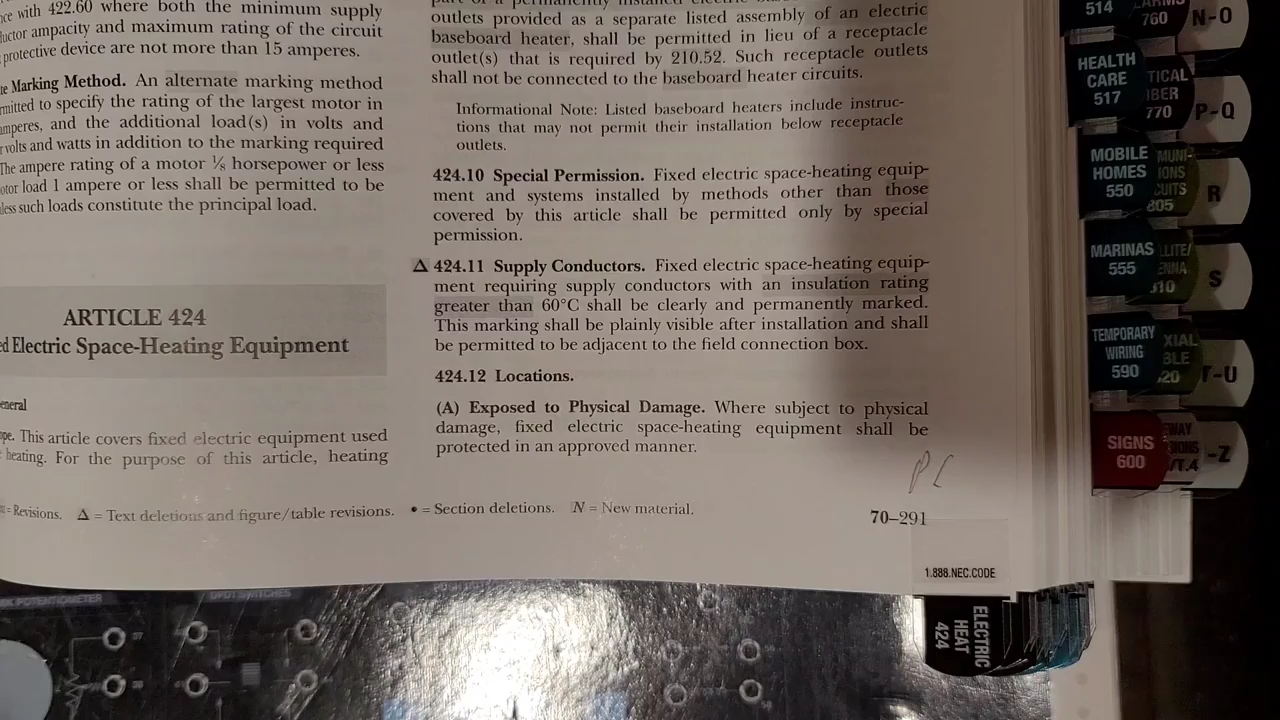 with 422.60 where both the minimum supply
ampacity and maximum rating of the circuit
protective device are not more than 15 amperes.
Marking Method. An alternate marking method
to specify the rating of the largest motor in
amperes, and the additional load(s) in volts and
volts and watts in addition to the marking required
The ampere rating of a motor ⅛ horsepower or less
load 1 ampere or less shall be permitted to be
such loads constitute the principal load.
ARTICLE 424
Electric Space-Heating Equipment
This article covers fixed electric equipment used
heating. For the purpose of this article, heating
outlets provided as a separate listed assembly of an electric
baseboard heater, shall be permitted in lieu of a receptacle
outlet(s) that is required by 210.52. Such receptacle outlets
shall not be connected to the baseboard heater circuits.
Informational Note: Listed baseboard heaters include instruc-
tions that may not permit their installation below receptacle
outlets.
424.10 Special Permission. Fixed electric space-heating equip-
ment and systems installed by methods other than those
covered by this article shall be permitted only by special
permission.
Δ 424.11 Supply Conductors. Fixed electric space-heating equip-
ment requiring supply conductors with an insulation rating
greater than 60°C shall be clearly and permanently marked.
This marking shall be plainly visible after installation and shall
be permitted to be adjacent to the field connection box.
424.12 Locations.
(A) Exposed to Physical Damage. Where subject to physical
damage, fixed electric space-heating equipment shall be
protected in an approved manner.
= Revisions. Δ = Text deletions and figure/table revisions. • = Section deletions. N = New material.
70–291
1.888.NEC.CODE
ELECTRIC
HEAT
424
514
760
N-O
HEALTH
CARE
517
770
P-Q
MOBILE
HOMES
550
805
R
MARINAS
555
S
TEMPORARY
WIRING
590
T-U
SIGNS
600
-Z
POTENTIOMETER
SWITCHES